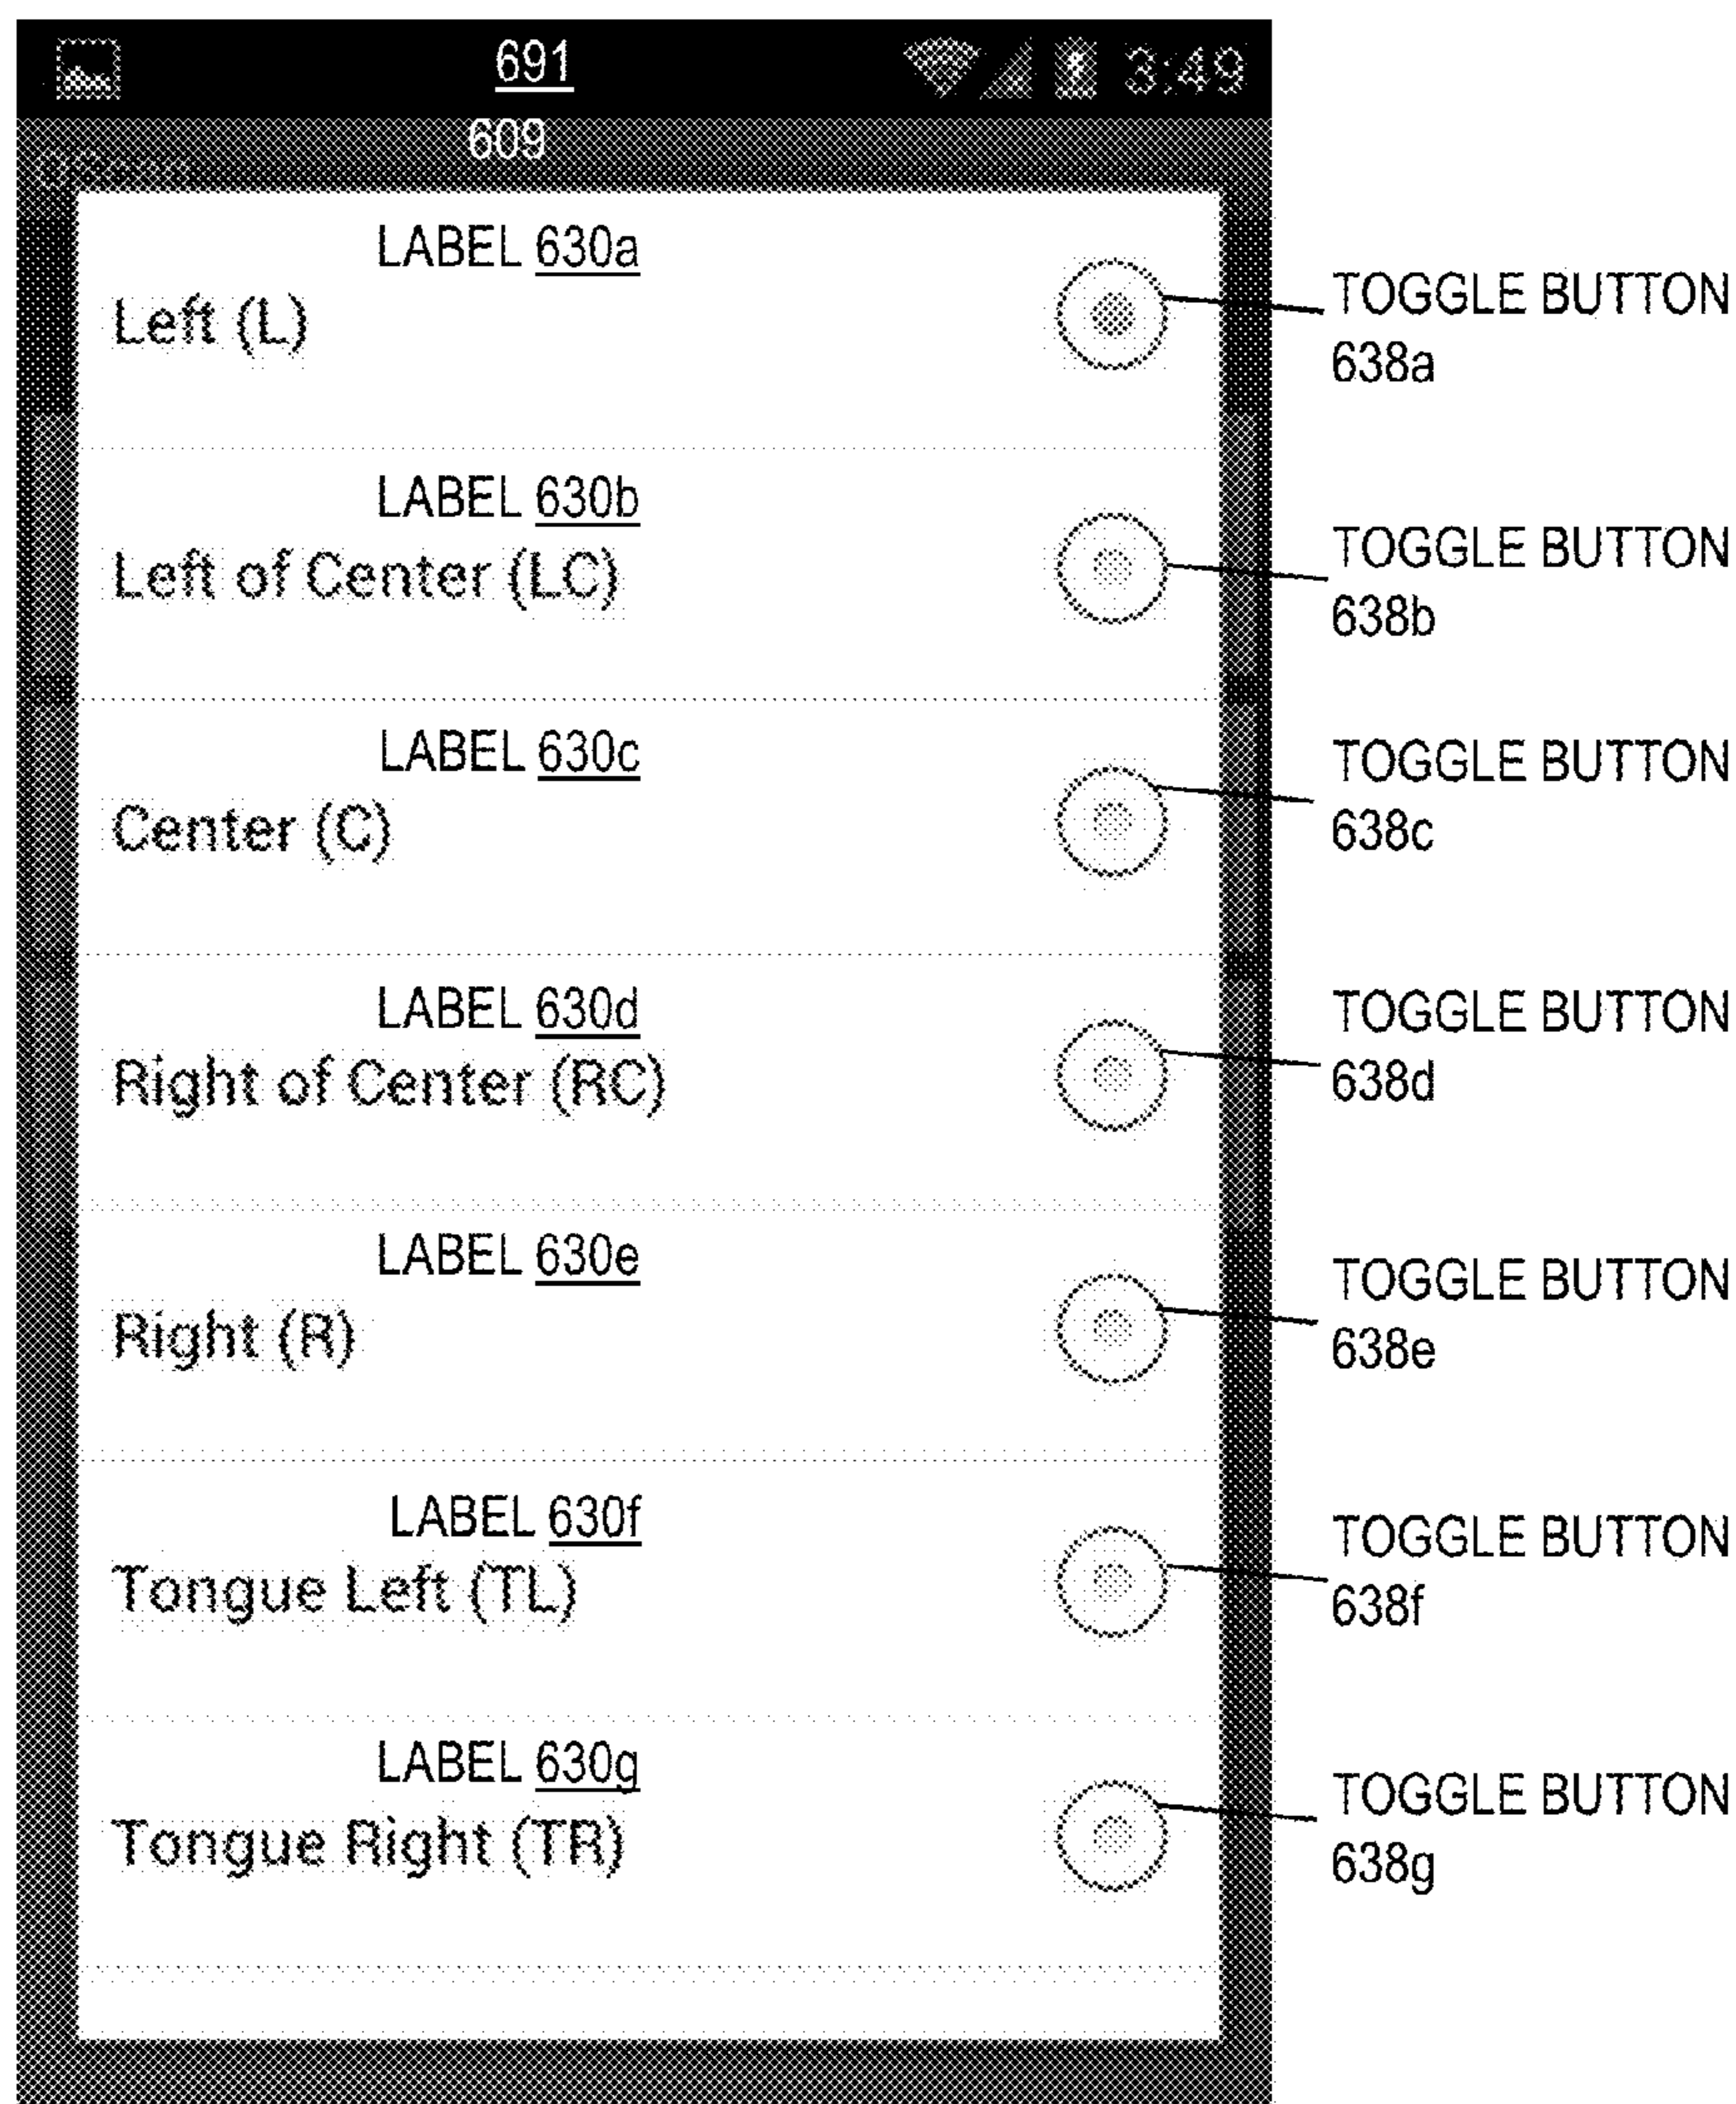 691 3:49
609
LABEL 630a
Left (L)
TOGGLE BUTTON
638a
LABEL 630b
Left of Center (LC)
TOGGLE BUTTON
638b
LABEL 630c
Center (C)
TOGGLE BUTTON
638c
LABEL 630d
Right of Center (RC)
TOGGLE BUTTON
638d
LABEL 630e
Right (R)
TOGGLE BUTTON
638e
LABEL 630f
Tongue Left (TL)
TOGGLE BUTTON
638f
LABEL 630g
Tongue Right (TR)
TOGGLE BUTTON
638g